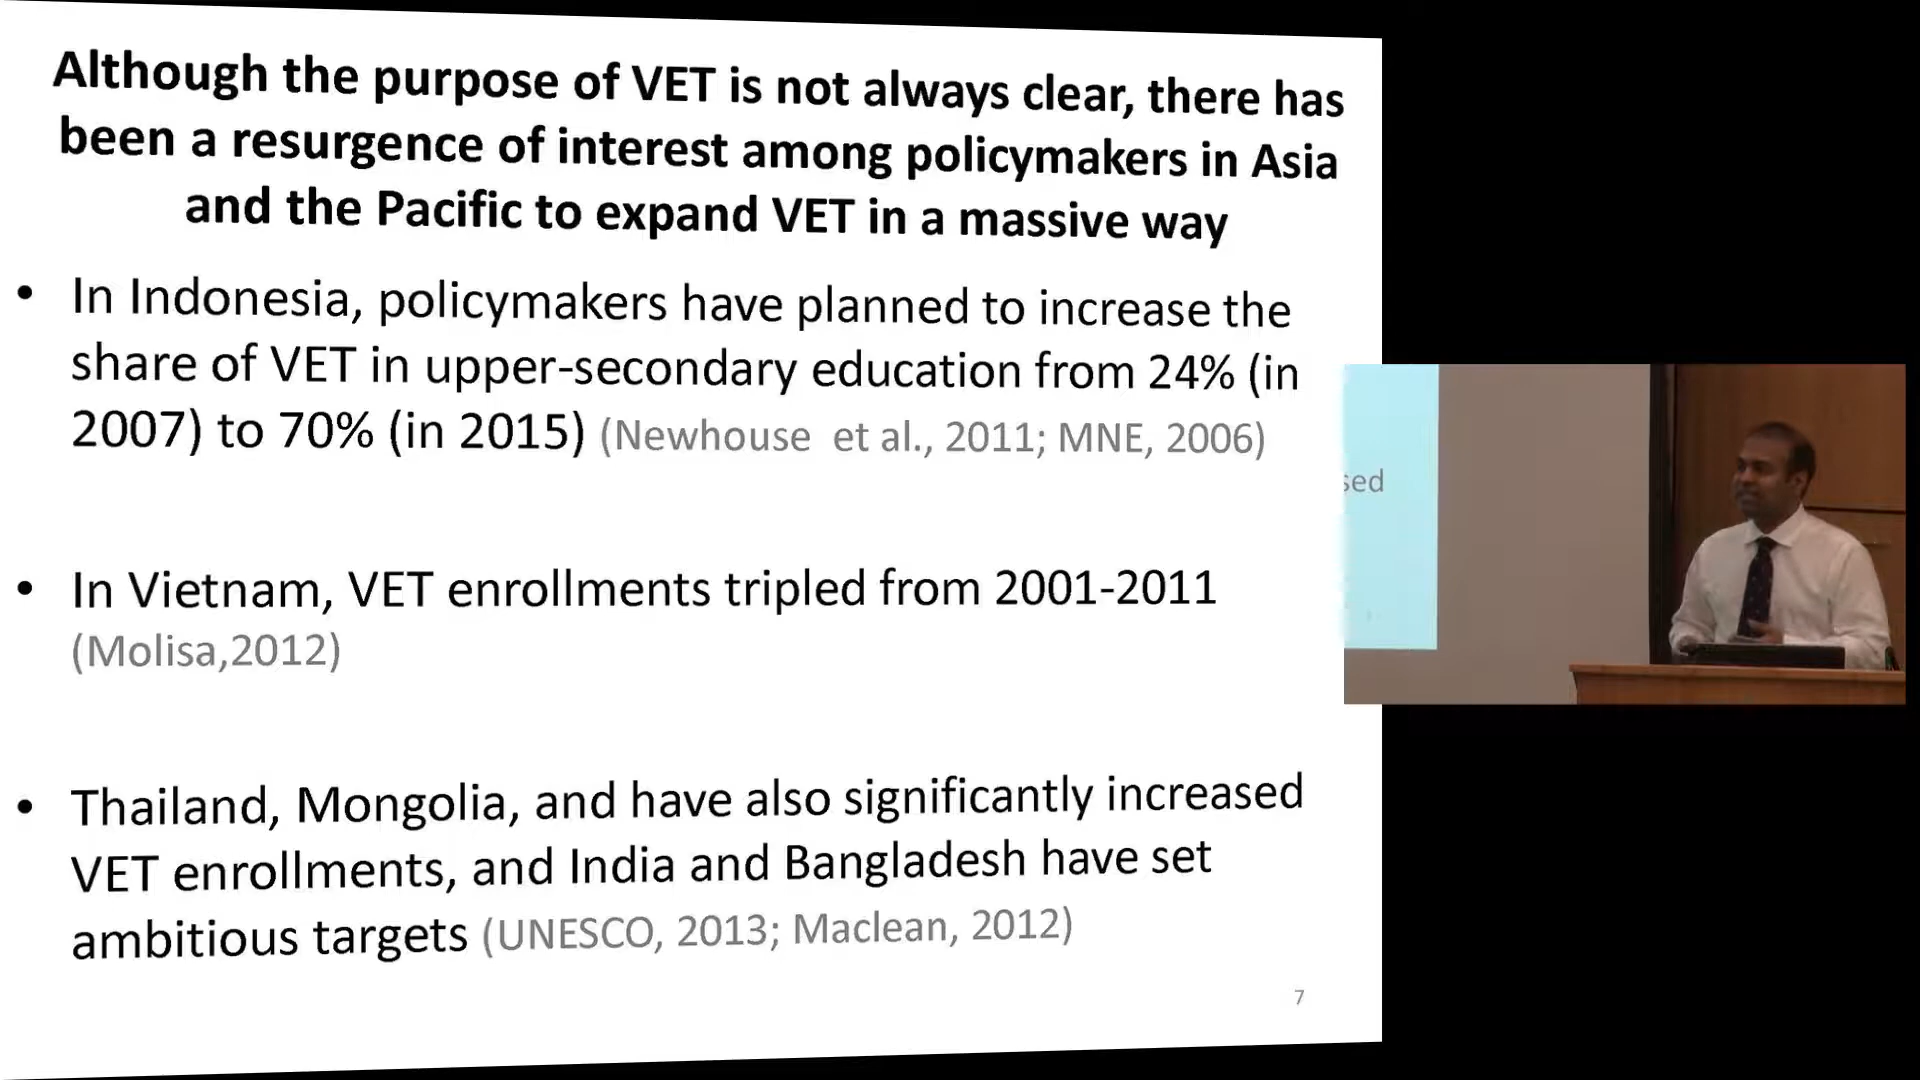 Although the purpose of VET is not always clear, there has
been a resurgence of interest among policymakers in Asia
and the Pacific to expand VET in a massive way
• In Indonesia, policymakers have planned to increase the
share of VET in upper-secondary education from 24% (in
2007) to 70% (in 2015) (Newhouse et al., 2011; MNE, 2006)
• In Vietnam, VET enrollments tripled from 2001-2011
(Molisa,2012)
• Thailand, Mongolia, and have also significantly increased
VET enrollments, and India and Bangladesh have set
ambitious targets (UNESCO, 2013; Maclean, 2012)
7
sed